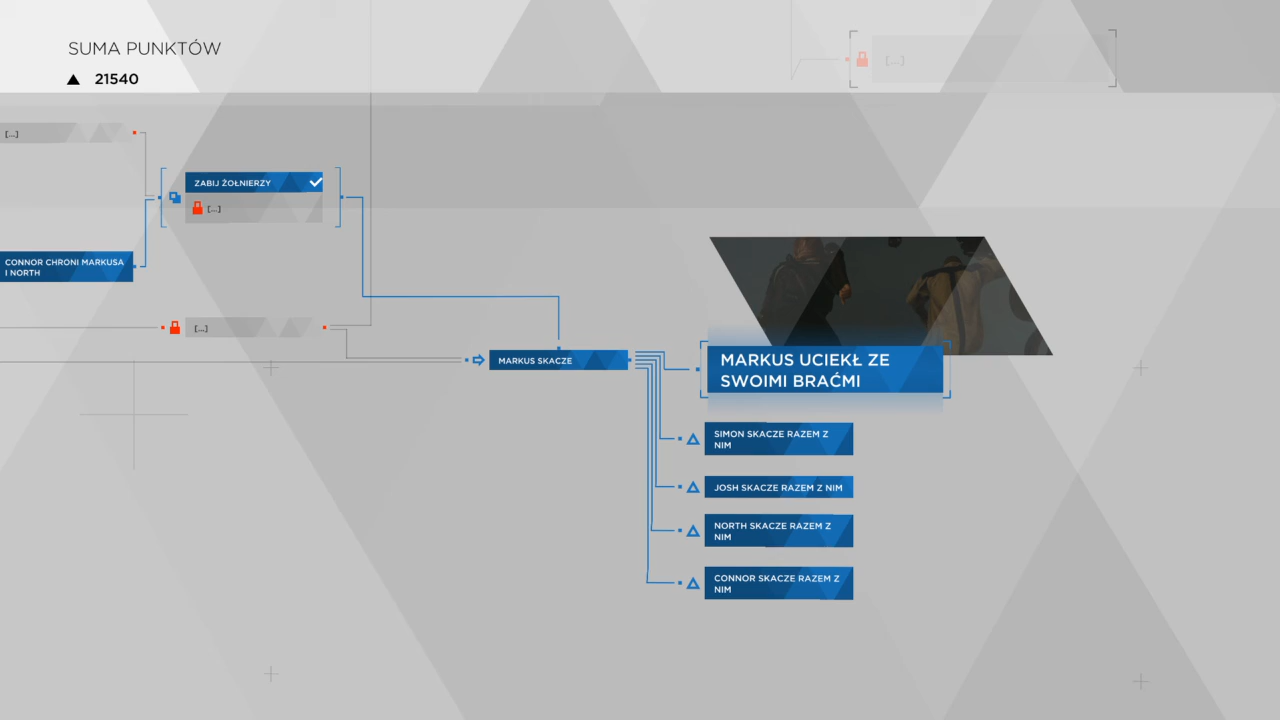 SUMA PUNKTÓW
21540
[...]
[...]
ZABIJ ŻOŁNIERZY
[...]
CONNOR CHRONI MARKUSA
I NORTH
[...]
MARKUS SKACZE
MARKUS UCIEKŁ ZE
SWOIMI BRAĆMI
SIMON SKACZE RAZEM Z
NIM
JOSH SKACZE RAZEM Z NIM
NORTH SKACZE RAZEM Z
NIM
CONNOR SKACZE RAZEM Z
NIM